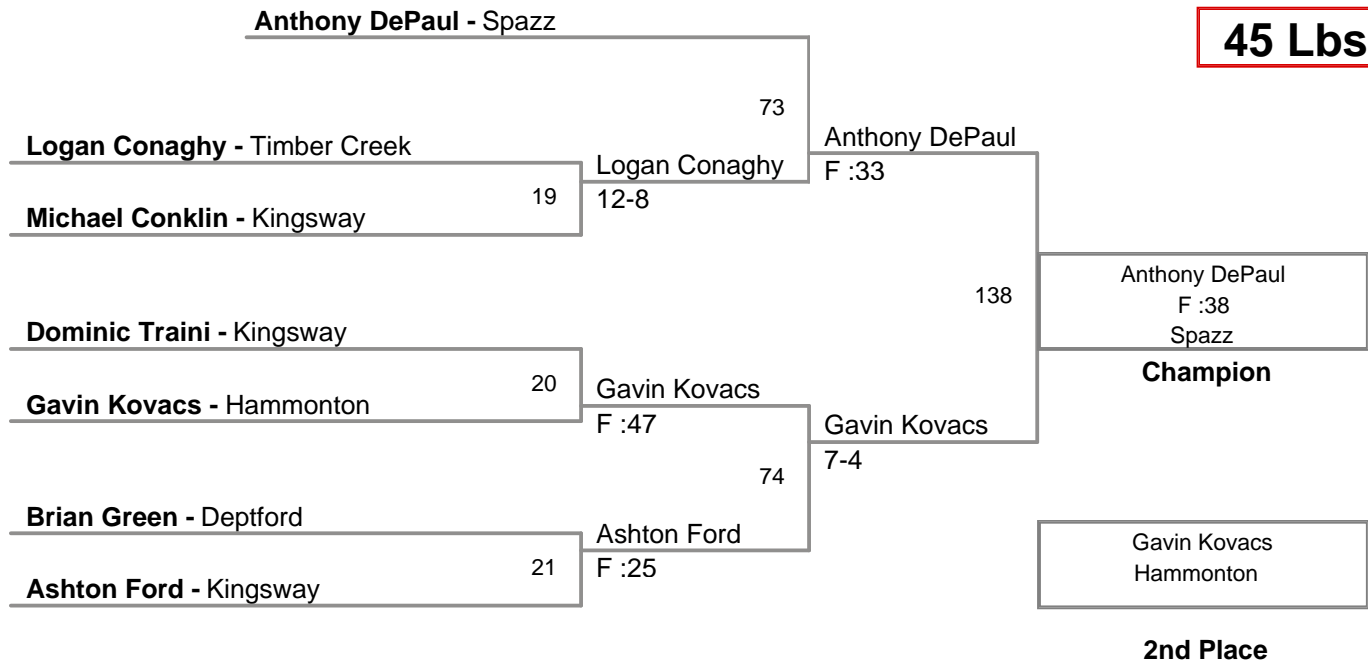 Anthony DePaul - Spazz
45 Lbs
73
Logan Conaghy - Timber Creek
Anthony DePaul
F :33
Logan Conaghy
12-8
19
Michael Conklin - Kingsway
138
Anthony DePaul
F :38
Spazz
Champion
Dominic Traini - Kingsway
20
Gavin Kovacs
F :47
Gavin Kovacs - Hammonton
Gavin Kovacs
7-4
74
Brian Green - Deptford
Ashton Ford
F :25
21
Ashton Ford - Kingsway
Gavin Kovacs
Hammonton
2nd Place